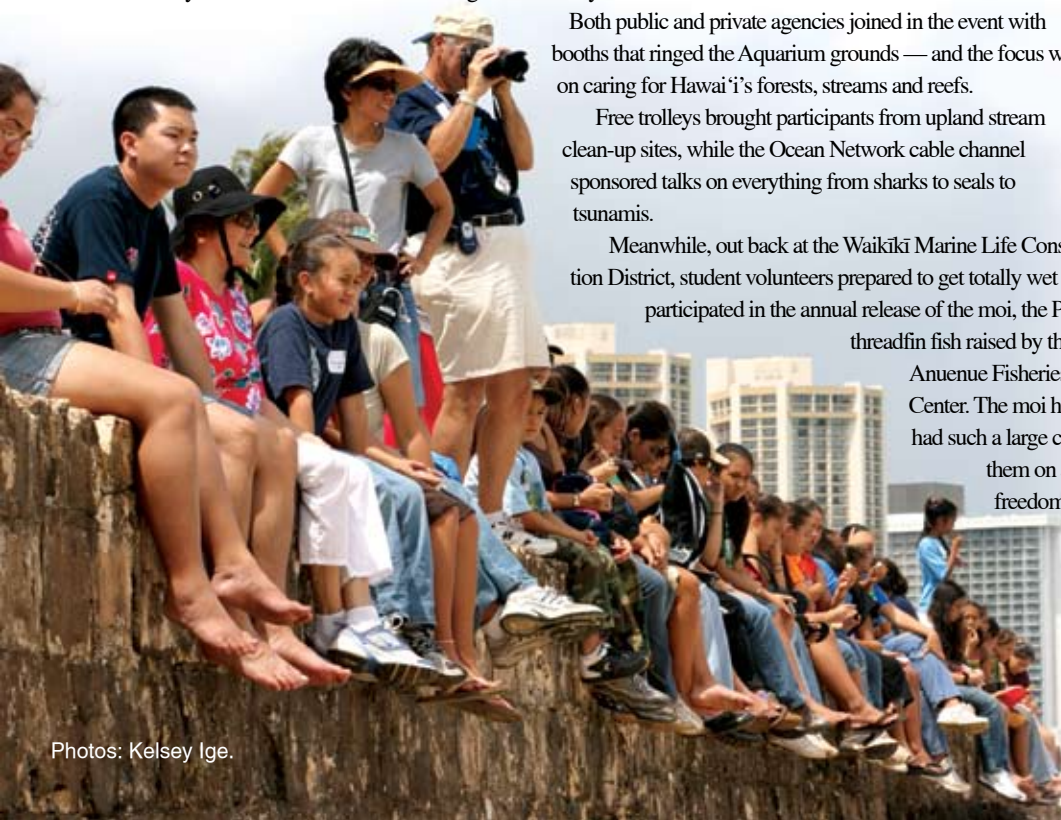 Both public and private agencies joined in the event with
booths that ringed the Aquarium grounds — and the focus w
on caring for Hawaiʻi's forests, streams and reefs.
Free trolleys brought participants from upland stream
clean-up sites, while the Ocean Network cable channel
sponsored talks on everything from sharks to seals to
tsunamis.
Meanwhile, out back at the Waikīkī Marine Life Cons
tion District, student volunteers prepared to get totally wet
participated in the annual release of the moi, the P
threadfin fish raised by th
Anuenue Fisherie
Center. The moi h
had such a large c
them on
freedom
Photos: Kelsey Ige.